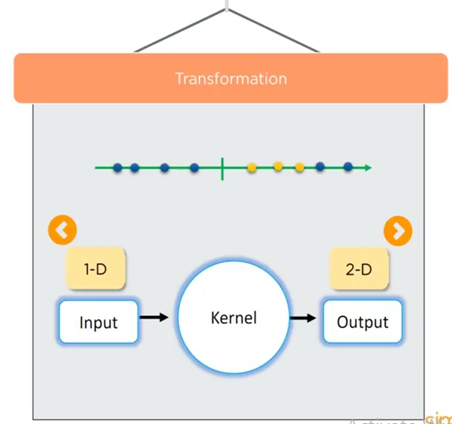 Transformation
1-D
2-D
Input
Kernel
Output